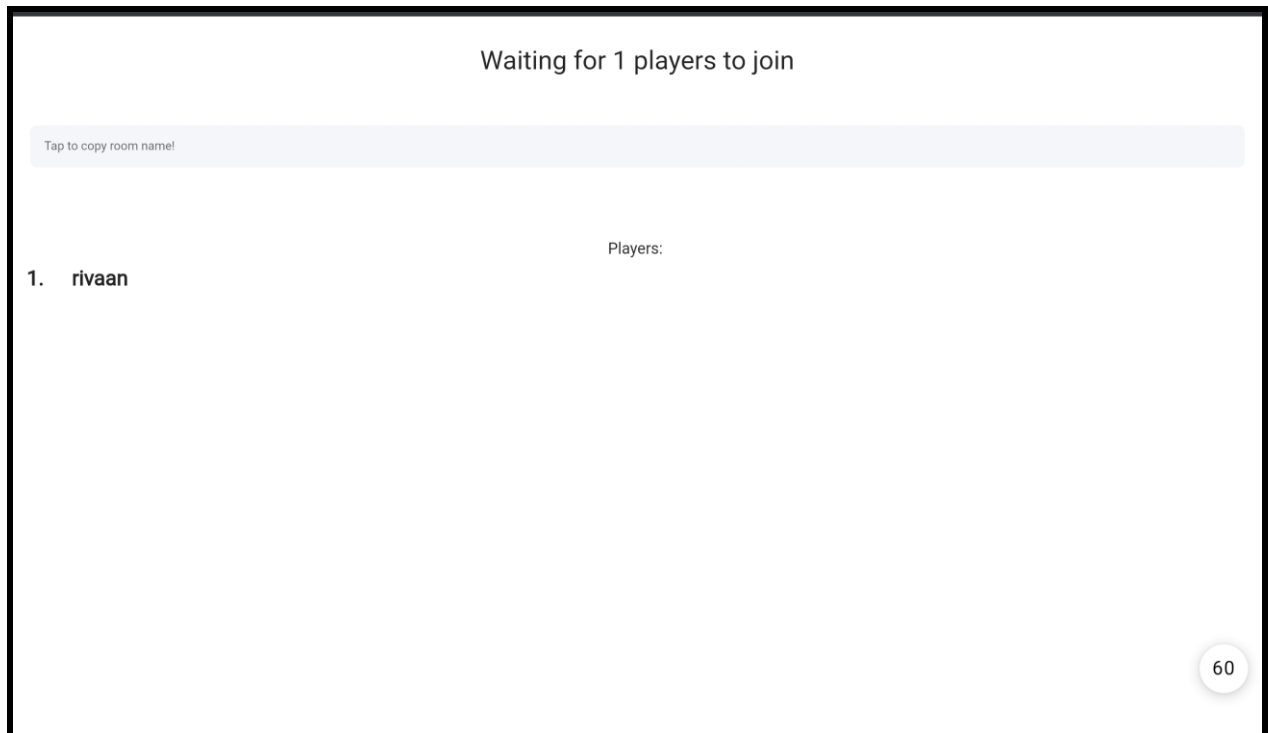 Waiting for 1 players to join
Tap to copy room name!
Players:
1. rivaan
60